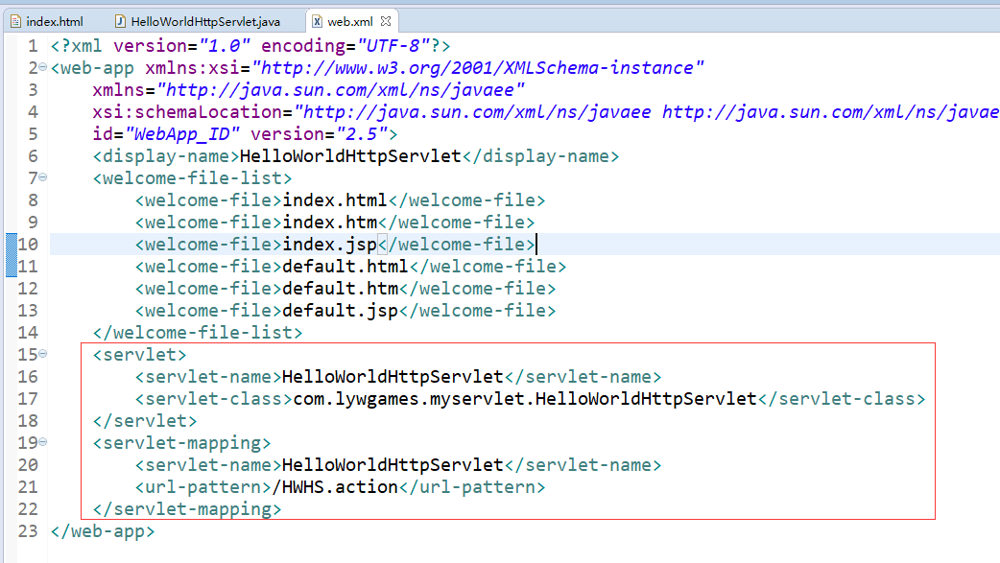 index.html HelloWorldHttpServlet.java web.xml
1 <?xml version="1.0" encoding="UTF-8"?>
2 <web-app xmlns:xsi="http://www.w3.org/2001/XMLSchema-instance"
3 xmlns="http://java.sun.com/xml/ns/javaee"
4 xsi:schemaLocation="http://java.sun.com/xml/ns/javaee http://java.sun.com/xml/ns/javaee
5 id="WebApp_ID" version="2.5">
6 <display-name>HelloWorldHttpServlet</display-name>
7 <welcome-file-list>
8 <welcome-file>index.html</welcome-file>
9 <welcome-file>index.htm</welcome-file>
10 <welcome-file>index.jsp</welcome-file>
11 <welcome-file>default.html</welcome-file>
12 <welcome-file>default.htm</welcome-file>
13 <welcome-file>default.jsp</welcome-file>
14 </welcome-file-list>
15 <servlet>
16 <servlet-name>HelloWorldHttpServlet</servlet-name>
17 <servlet-class>com.lywgames.myservlet.HelloWorldHttpServlet</servlet-class>
18 </servlet>
19 <servlet-mapping>
20 <servlet-name>HelloWorldHttpServlet</servlet-name>
21 <url-pattern>/HWHS.action</url-pattern>
22 </servlet-mapping>
23 </web-app>